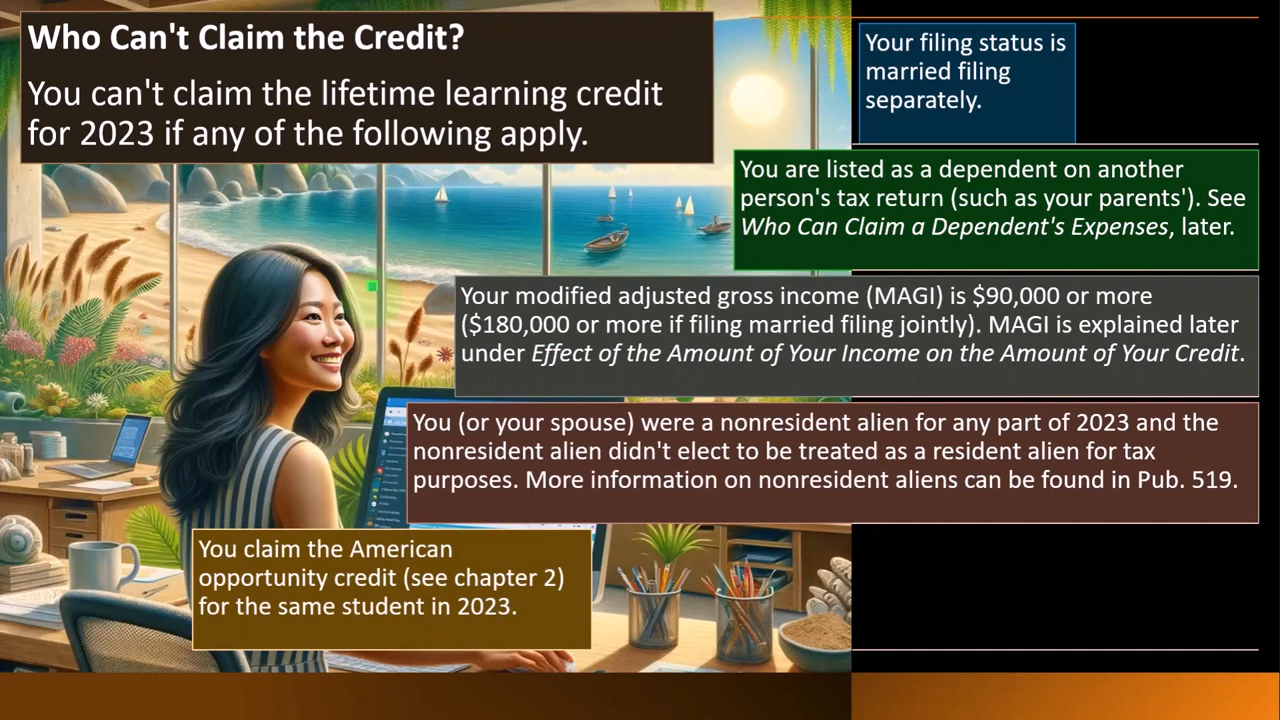 Who Can't Claim the Credit?
You can't claim the lifetime learning credit
for 2023 if any of the following apply.
Your filing status is
married filing
separately.
You are listed as a dependent on another
person's tax return (such as your parents'). See
Who Can Claim a Dependent's Expenses, later.
Your modified adjusted gross income (MAGI) is $90,000 or more
($180,000 or more if filing married filing jointly). MAGI is explained later
under Effect of the Amount of Your Income on the Amount of Your Credit.
You (or your spouse) were a nonresident alien for any part of 2023 and the
nonresident alien didn't elect to be treated as a resident alien for tax
purposes. More information on nonresident aliens can be found in Pub. 519.
You claim the American
opportunity credit (see chapter 2)
for the same student in 2023.